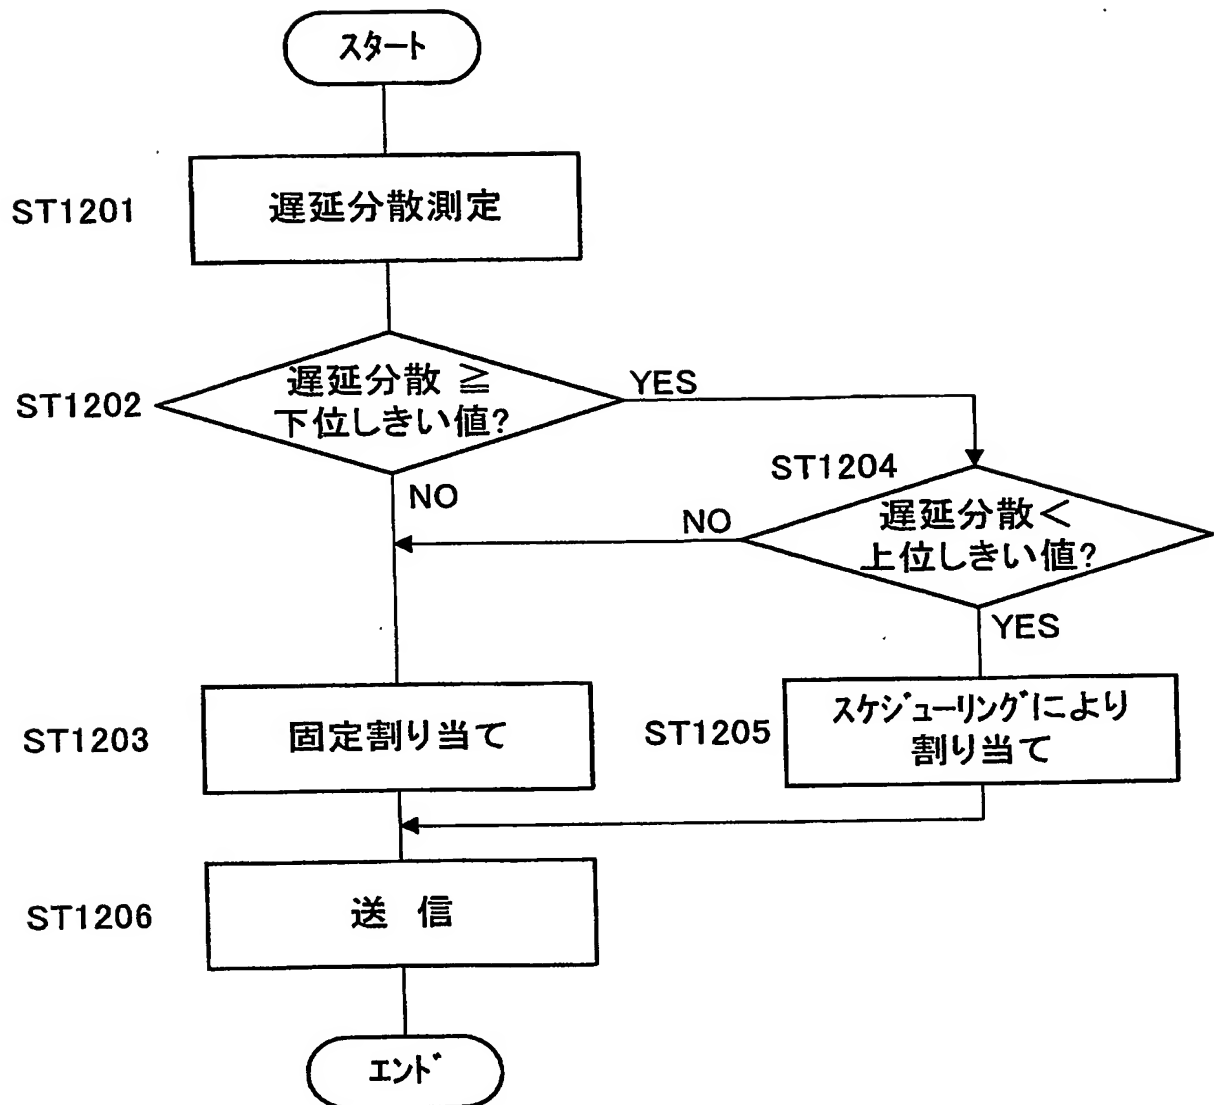 スタート
ST1201
遅延分散測定
ST1202
遅延分散 ≧
下位しきい値?
YES
NO
ST1204
遅延分散<
上位しきい値?
NO
YES
ST1203
固定割り当て
ST1205
スケジューリングにより
割り当て
ST1206
送 信
エンド